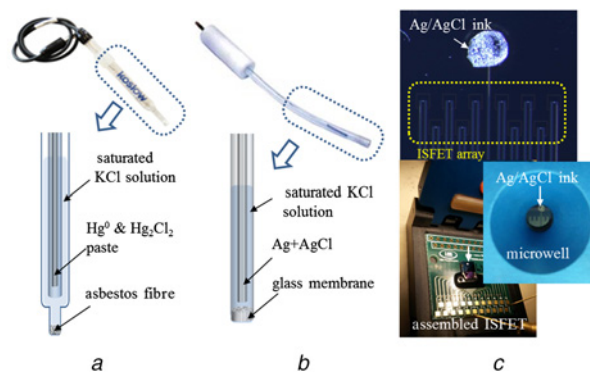 koslow
saturated
KCl solution
Hg⁰ & Hg₂Cl₂
paste
asbestos fibre
a
saturated KCl
solution
Ag+AgCl
glass membrane
b
Ag/AgCl ink
ISFET array
Ag/AgCl ink
microwell
assembled ISFET
c